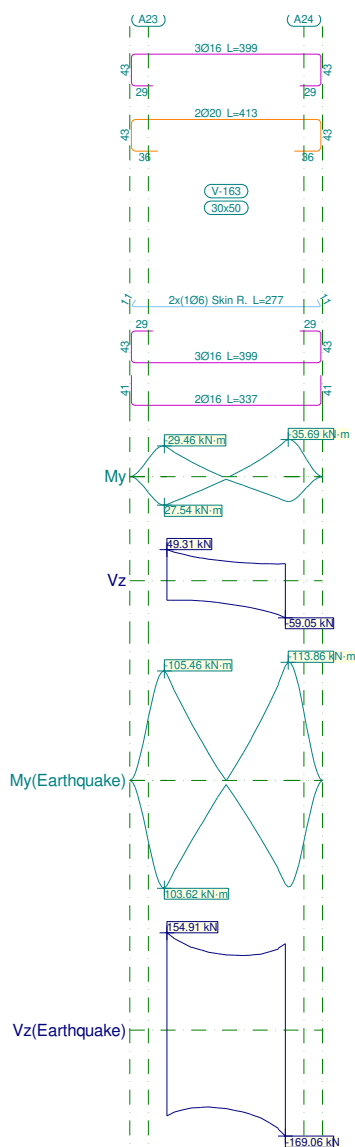 A23 A24
3Ø16 L=399
43 43
29 29
2Ø20 L=413
43 43
36 36
V-163
30x50
11 2x(1Ø6) Skin R. L=277 11
29 29
43 43
3Ø16 L=399
41 41
2Ø16 L=337
-29.46 kN·m -35.69 kN·m
My
27.54 kN·m
49.31 kN
Vz
-59.05 kN
-105.46 kN·m -113.86 kN·m
My(Earthquake)
103.62 kN·m
154.91 kN
Vz(Earthquake)
-169.06 kN